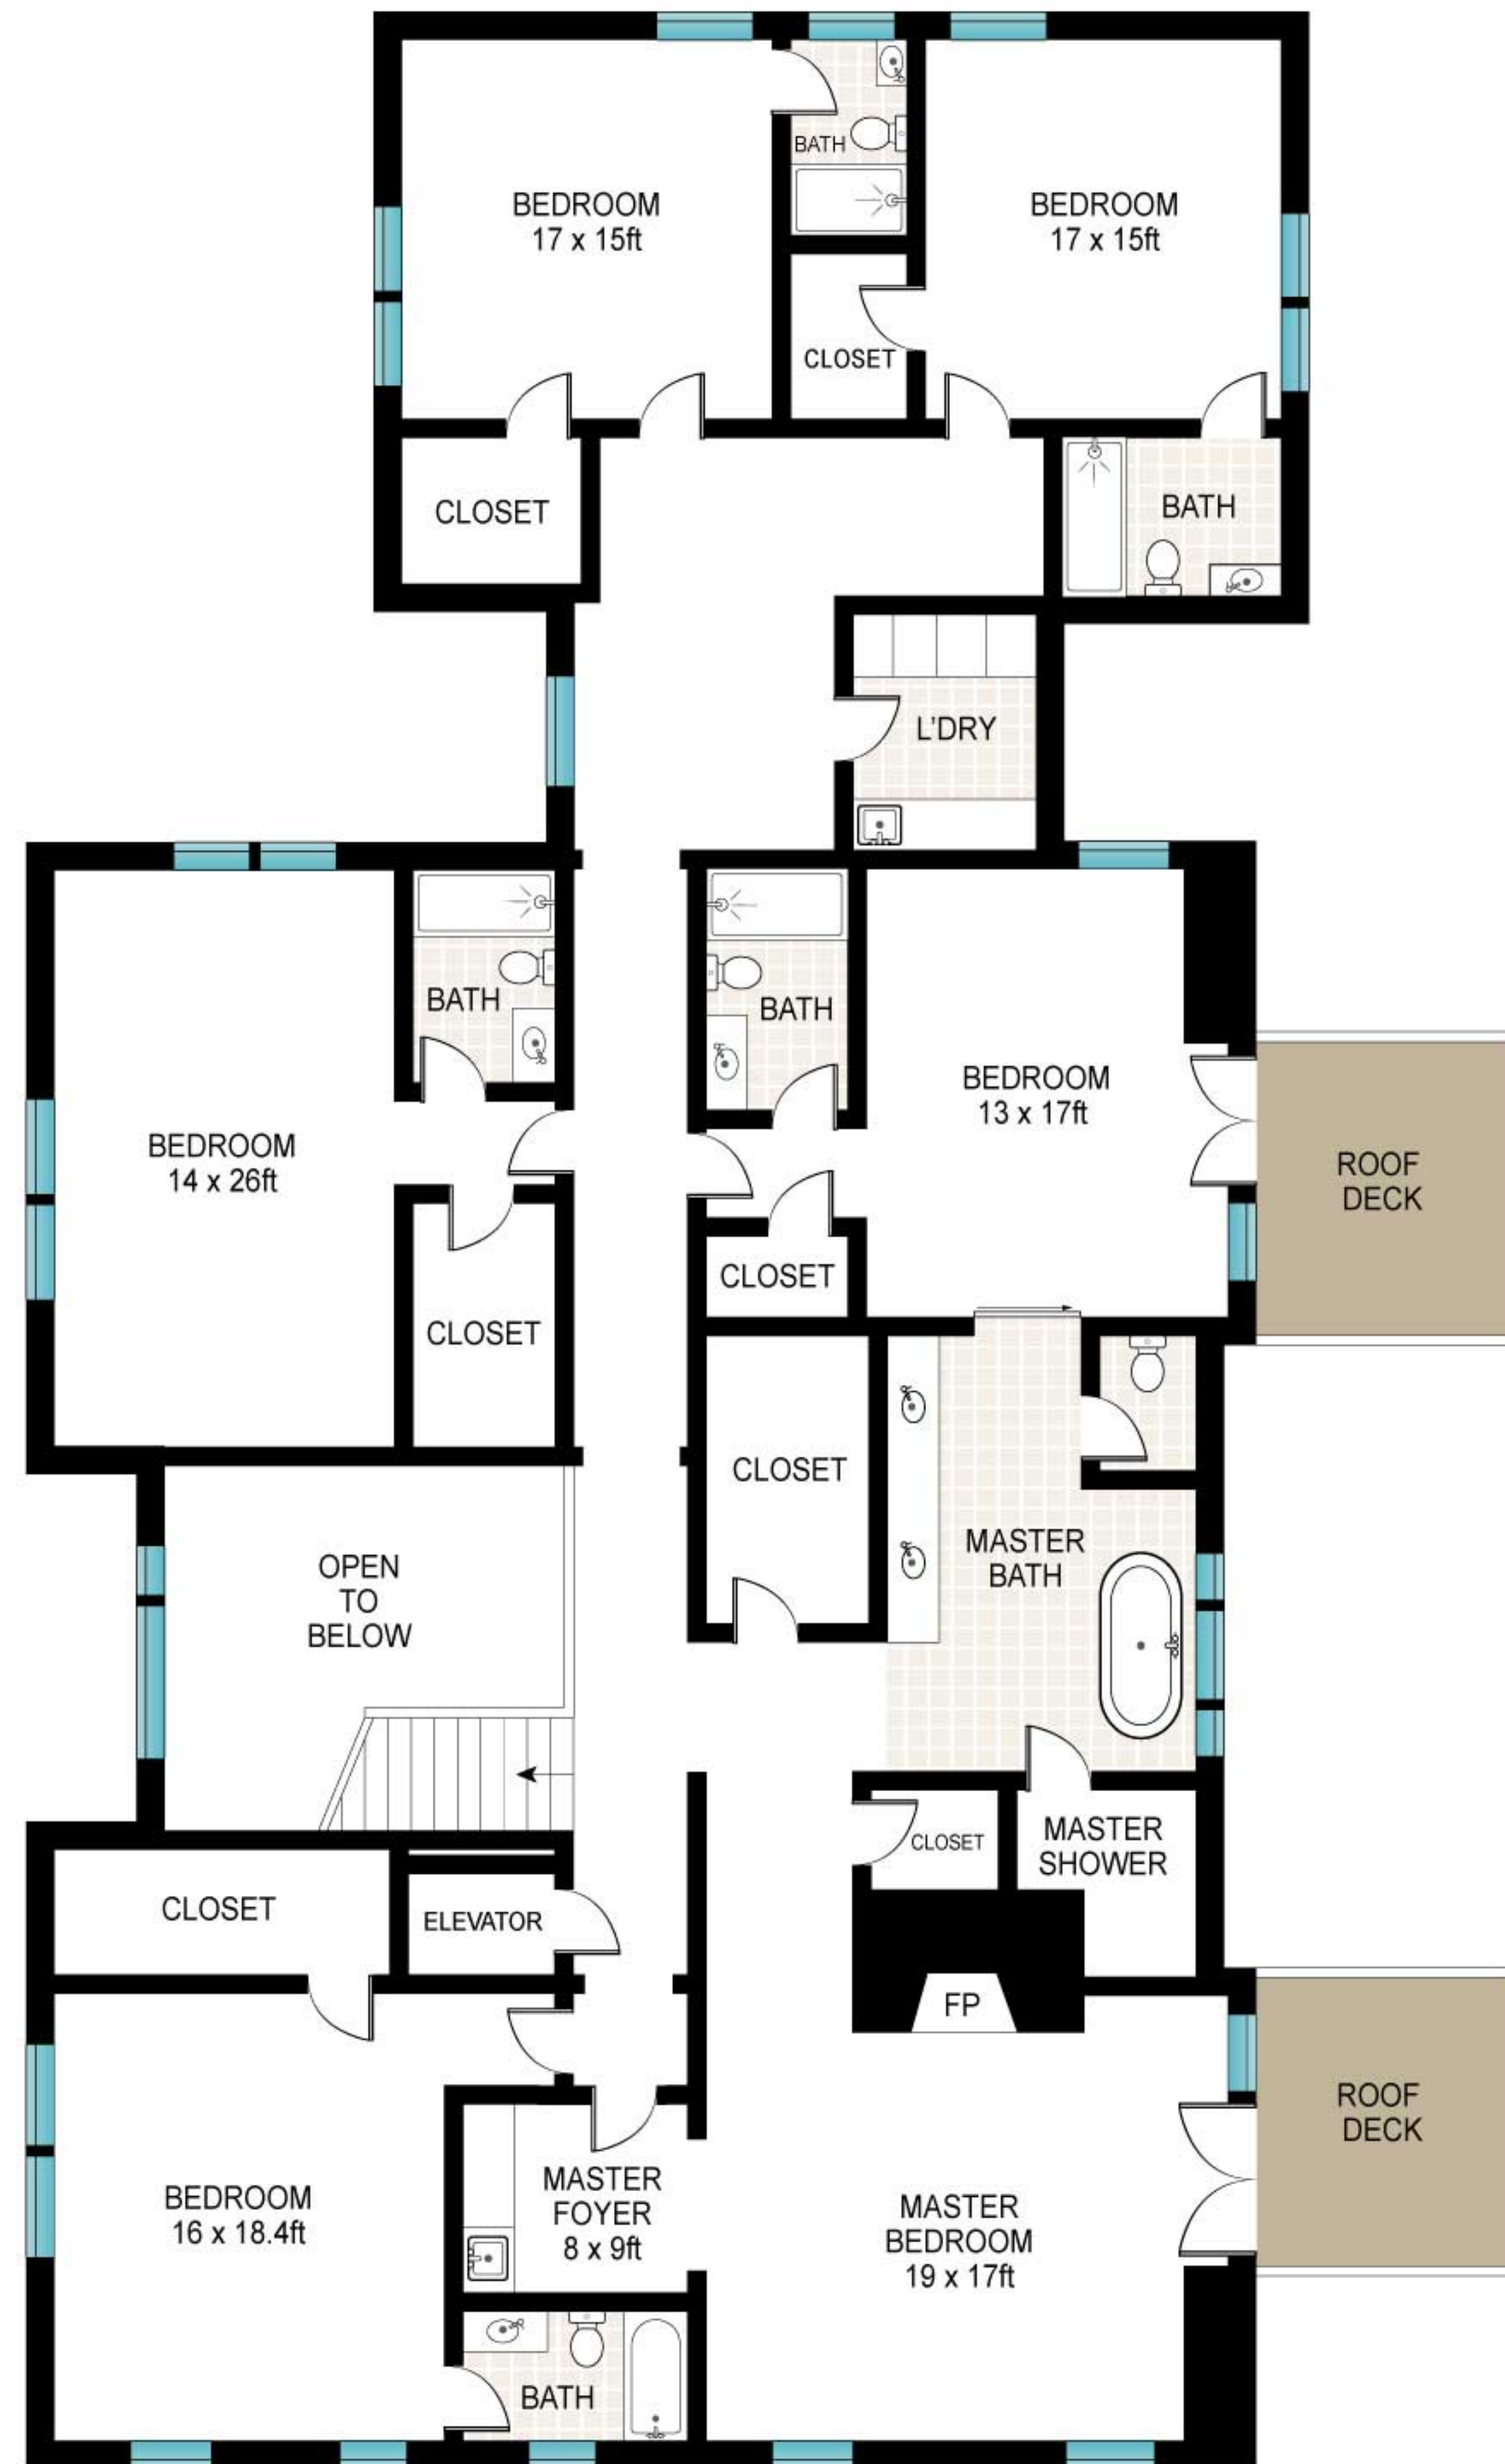 BATH
BEDROOM
17 x 15ft
BEDROOM
17 x 15ft
CLOSET
CLOSET
BATH
L'DRY
BATH
BATH
BEDROOM
13 x 17ft
BEDROOM
14 x 26ft
ROOF
DECK
CLOSET
CLOSET
CLOSET
MASTER
BATH
OPEN
TO
BELOW
MASTER
SHOWER
CLOSET
CLOSET
ELEVATOR
FP
ROOF
DECK
MASTER
FOYER
8 x 9ft
BEDROOM
16 x 18.4ft
MASTER
BEDROOM
19 x 17ft
BATH